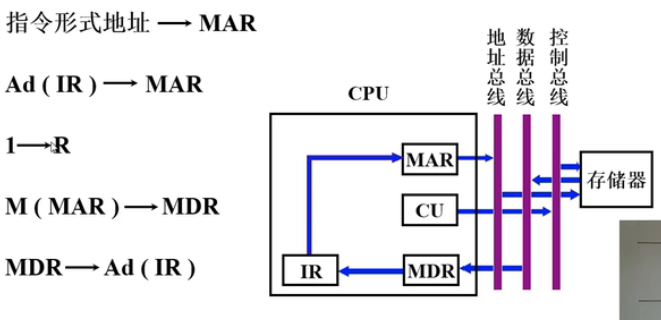 指令形式地址 → MAR
Ad ( IR ) → MAR
1→R
M ( MAR ) → MDR
MDR→ Ad ( IR )
CPU
地址总线
数据总线
控制总线
MAR
CU
IR
MDR
存储器